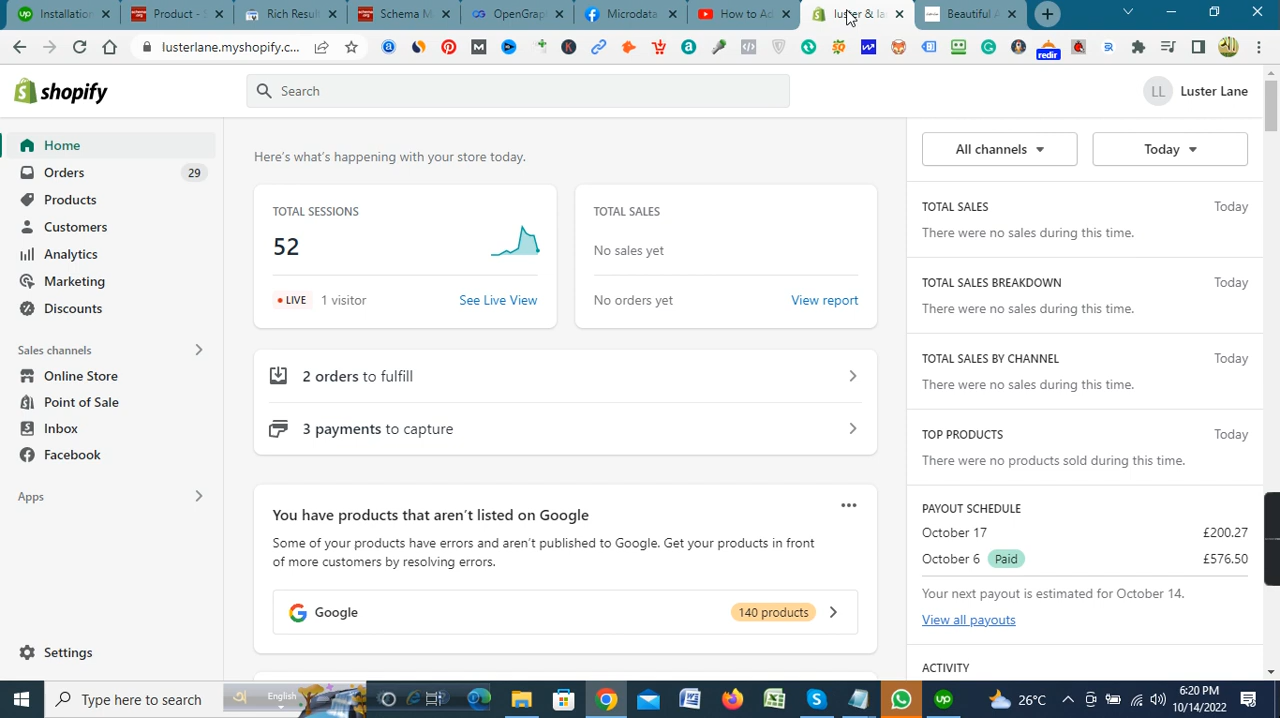 Installation
Product -
Rich Result
Schema M
OpenGrap
Microdata
How to Ad
luster & la
Beautiful A
lusterlane.myshopify.c...
redir
shopify
Search
LL
Luster Lane
Home
Orders
29
Products
Customers
Analytics
Marketing
Discounts
Sales channels
Online Store
Point of Sale
Inbox
Facebook
Apps
Settings
Here's what's happening with your store today.
TOTAL SESSIONS
52
LIVE 1 visitor
See Live View
TOTAL SALES
No sales yet
No orders yet
View report
2 orders to fulfill
3 payments to capture
You have products that aren't listed on Google
Some of your products have errors and aren't published to Google. Get your products in front
of more customers by resolving errors.
Google
140 products
All channels
Today
TOTAL SALES
Today
There were no sales during this time.
TOTAL SALES BREAKDOWN
Today
There were no sales during this time.
TOTAL SALES BY CHANNEL
Today
There were no sales during this time.
TOP PRODUCTS
Today
There were no products sold during this time.
PAYOUT SCHEDULE
October 17
£200.27
October 6 Paid
£576.50
Your next payout is estimated for October 14.
View all payouts
ACTIVITY
Type here to search
English
26°C
6:20 PM
10/14/2022